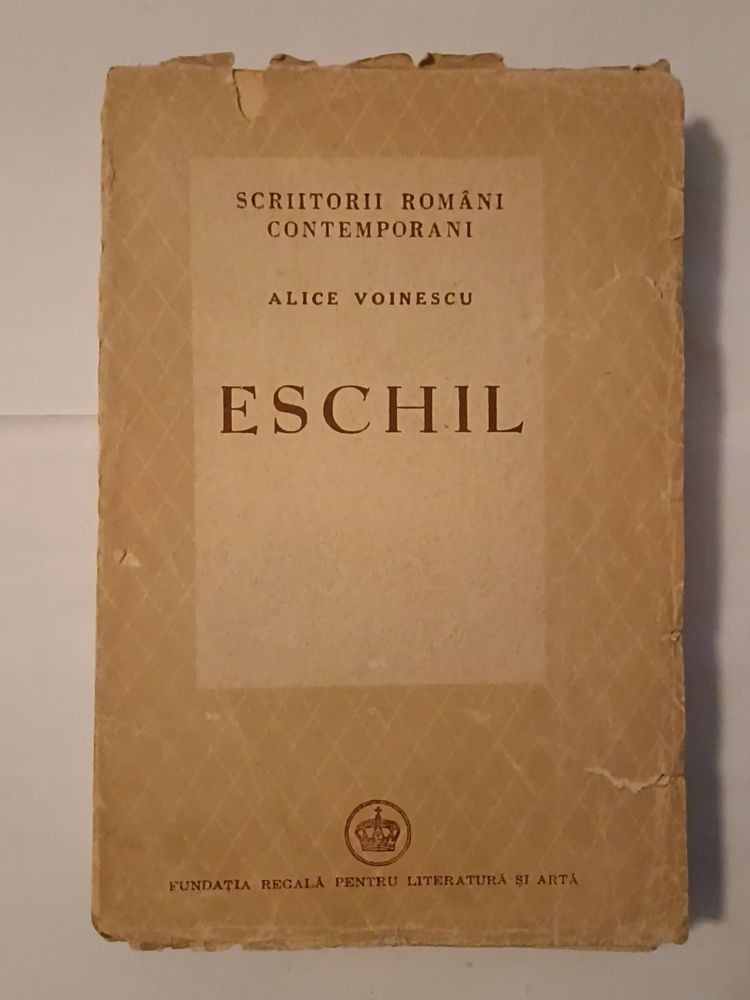 SCRIITORII ROMÂNI
CONTEMPORANI
ALICE VOINESCU
ESCHIL
FUNDAȚIA REGALĂ PENTRU LITERATURĂ ȘI ARTĂ